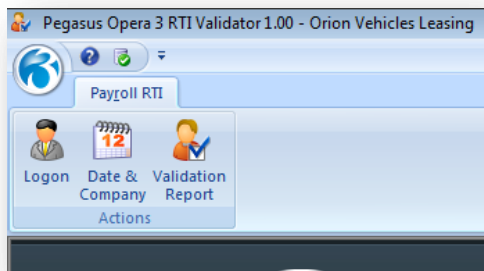 Pegasus Opera 3 RTI Validator 1.00 - Orion Vehicles Leasing
Payroll RTI
12
Logon Date & Company Validation Report
Actions